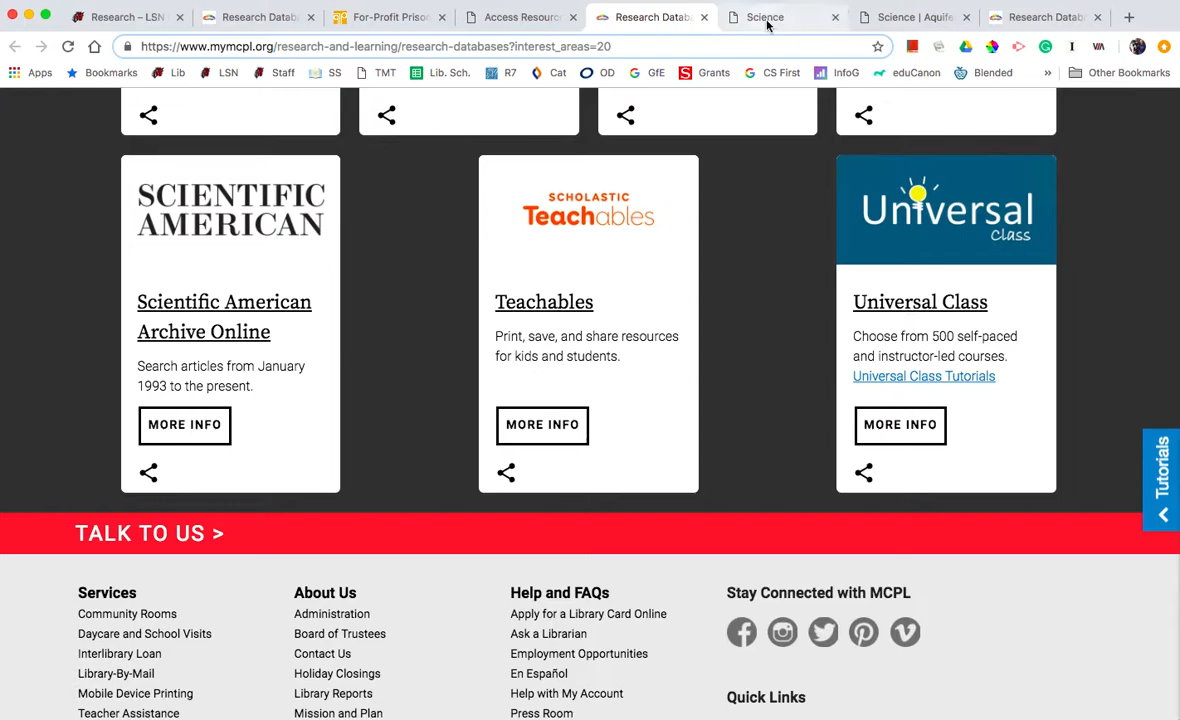 Research – LSN
Research Datab
For-Profit Prison
Access Resourc
Research Datab
Science
Science | Aquife
Research Datab
https://www.mymcpl.org/research-and-learning/research-databases?interest_areas=20
Apps
Bookmarks
Lib
LSN
Staff
SS
TMT
Lib. Sch.
R7
Cat
OD
GfE
Grants
CS First
InfoG
eduCanon
Blended
»
Other Bookmarks
SCIENTIFIC
AMERICAN
Scientific American
Archive Online
Search articles from January
1993 to the present.
MORE INFO
SCHOLASTIC
Teachables
Teachables
Print, save, and share resources
for kids and students.
MORE INFO
Universal
Class
Universal Class
Choose from 500 self-paced
and instructor-led courses.
Universal Class Tutorials
MORE INFO
Tutorials
TALK TO US >
Services
Community Rooms
Daycare and School Visits
Interlibrary Loan
Library-By-Mail
Mobile Device Printing
Teacher Assistance
About Us
Administration
Board of Trustees
Contact Us
Holiday Closings
Library Reports
Mission and Plan
Help and FAQs
Apply for a Library Card Online
Ask a Librarian
Employment Opportunities
En Español
Help with My Account
Press Room
Stay Connected with MCPL
Quick Links